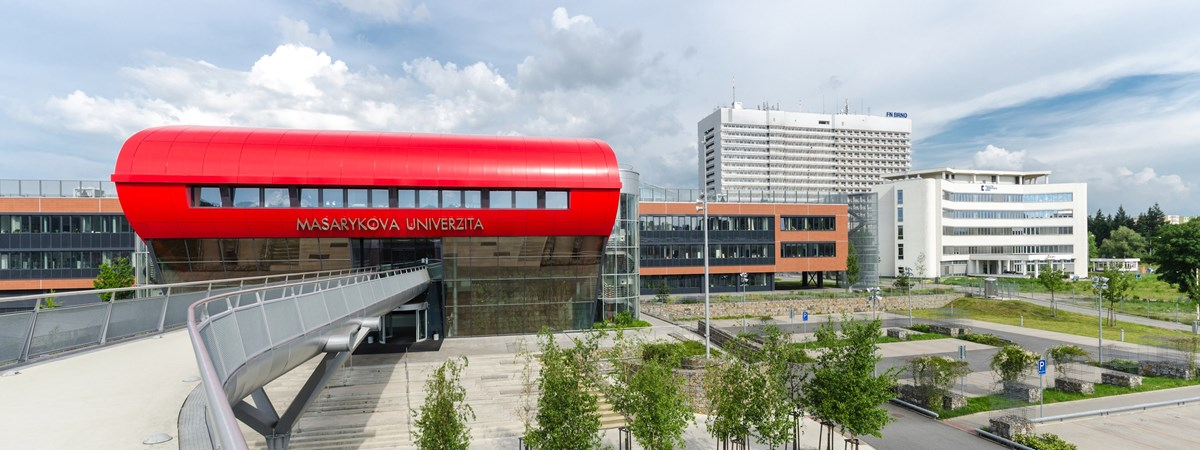 FN BRNO
MASARYKOVA UNIVERZITA
P